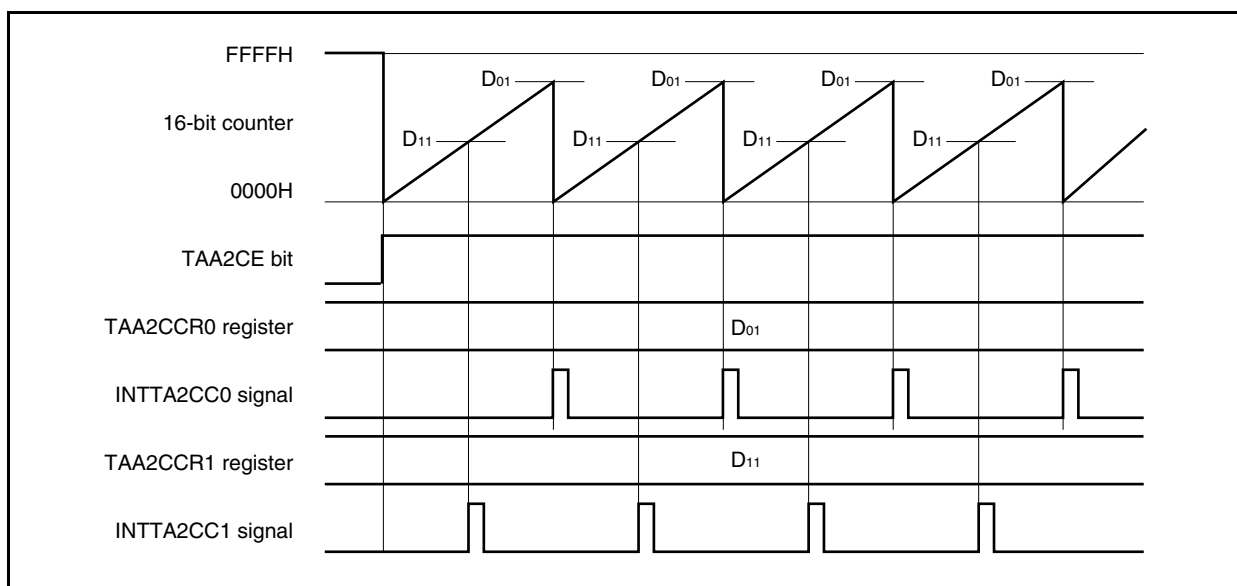 FFFFH
D01 D01 D01 D01
16-bit counter
D11 D11 D11 D11
0000H
TAA2CE bit
TAA2CCR0 register D01
INTTA2CC0 signal
TAA2CCR1 register D11
INTTA2CC1 signal